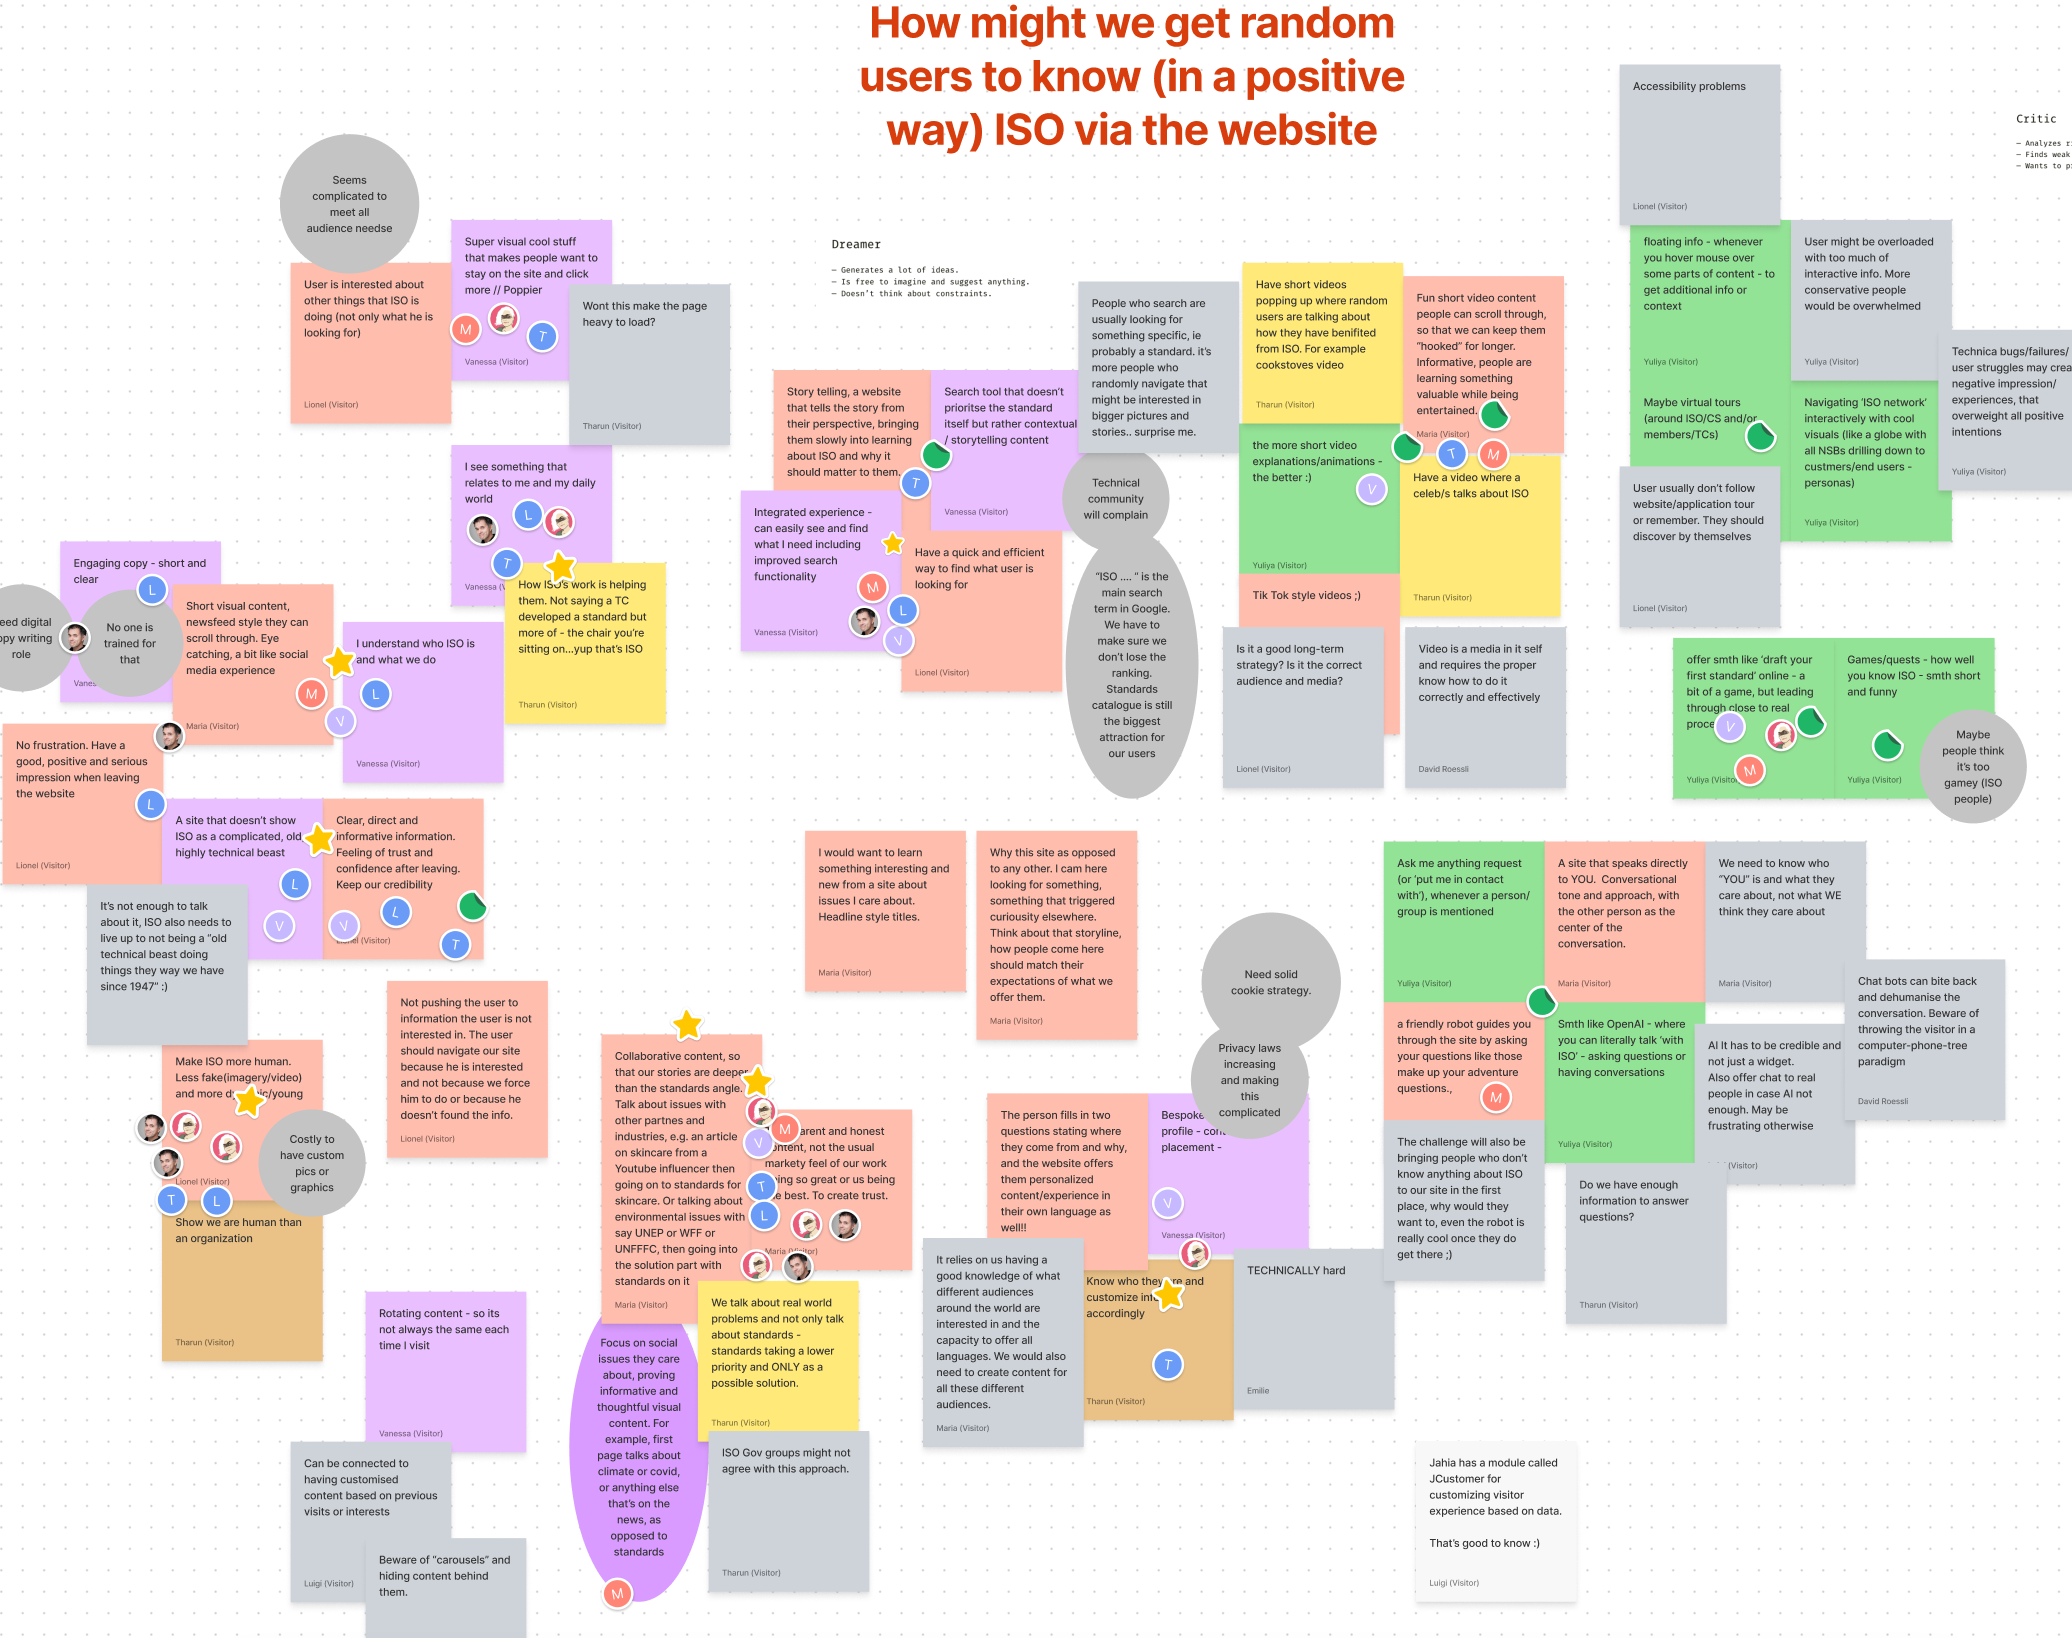 How might we get random
users to know (in a positive
way) ISO via the website
Accessibility problems
Lionel (Visitor)
Critic
— Analyzes
— Finds weak
— Wants to
Seems
complicated to
meet all
audience needse
User is interested about
other things that ISO is
doing (not only what he is
looking for)
Lionel (Visitor)
Super visual cool stuff
that makes people want to
stay on the site and click
more // Poppier
M
T
Vanessa (Visitor)
Wont this make the page
heavy to load?
Tharun (Visitor)
Dreamer
— Generates a lot of ideas.
— Is free to imagine and suggest anything.
— Doesn't think about constraints.
People who search are
usually looking for
something specific, ie
probably a standard. it's
more people who
randomly navigate that
might be interested in
bigger pictures and
stories.. surprise me.
Have short videos
popping up where random
users are talking about
how they have benifited
from ISO. For example
cookstoves video
Tharun (Visitor)
Fun short video content
people can scroll through,
so that we can keep them
"hooked" for longer.
Informative, people are
learning something
valuable while being
entertained.
Maria (Visitor)
T
M
floating info - whenever
you hover mouse over
some parts of content - to
get additional info or
context
Yuliya (Visitor)
User might be overloaded
with too much of
interactive info. More
conservative people
would be overwhelmed
Yuliya (Visitor)
Technica bugs/failures/
user struggles may
negative impression/
experiences, that
overweight all positive
intentions
Yuliya (Visitor)
Maybe virtual tours
(around ISO/CS and/or
members/TCs)
Navigating 'ISO network'
interactively with cool
visuals (like a globe with
all NSBs drilling down to
custmers/end users -
personas)
Yuliya (Visitor)
User usually don't follow
website/application tour
or remember. They should
discover by themselves
Lionel (Visitor)
Story telling, a website
that tells the story from
their perspective, bringing
them slowly into learning
about ISO and why it
should matter to them.
T
Search tool that doesn't
prioritse the standard
itself but rather contextual
/ storytelling content
Vanessa (Visitor)
Technical
community
will complain
Integrated experience -
can easily see and find
what I need including
improved search
functionality
M
L
V
Vanessa (Visitor)
Have a quick and efficient
way to find what user is
looking for
Lionel (Visitor)
"ISO .... " is the
main search
term in Google.
We have to
make sure we
don't lose the
ranking.
Standards
catalogue is still
the biggest
attraction for
our users
the more short video
explanations/animations -
the better :)
V
Yuliya (Visitor)
Have a video where a
celeb/s talks about ISO
Tharun (Visitor)
Tik Tok style videos ;)
Is it a good long-term
strategy? Is it the correct
audience and media?
Lionel (Visitor)
Video is a media in it self
and requires the proper
know how to do it
correctly and effectively
David Roessli
I see something that
relates to me and my daily
world
L
T
Vanessa
How ISO's work is helping
them. Not saying a TC
developed a standard but
more of - the chair you're
sitting on...yup that's ISO
Tharun (Visitor)
Engaging copy - short and
clear
L
digital
writing
role
No one is
trained for
that
Short visual content,
newsfeed style they can
scroll through. Eye
catching, a bit like social
media experience
M
Maria (Visitor)
I understand who ISO is
and what we do
L
V
Vanessa (Visitor)
No frustration. Have a
good, positive and serious
impression when leaving
the website
L
Lionel (Visitor)
A site that doesn't show
ISO as a complicated, old,
highly technical beast
L
V
Clear, direct and
informative information.
Feeling of trust and
confidence after leaving.
Keep our credibility
V
L
T
(Visitor)
It's not enough to talk
about it, ISO also needs to
live up to not being a "old
technical beast doing
things they way we have
since 1947" :)
offer smth like 'draft your
first standard' online - a
bit of a game, but leading
through close to real
V
M
Yuliya
Games/quests - how well
you know ISO - smth short
and funny
Yuliya (Visitor)
Maybe
people think
it's too
gamey (ISO
people)
I would want to learn
something interesting and
new from a site about
issues I care about.
Headline style titles.
Maria (Visitor)
Why this site as opposed
to any other. I cam here
looking for something,
something that triggered
curiousity elsewhere.
Think about that storyline,
how people come here
should match their
expectations of what we
offer them.
Maria (Visitor)
Need solid
cookie strategy.
Privacy laws
increasing
and making
this
complicated
Ask me anything request
(or 'put me in contact
with'), whenever a person/
group is mentioned
Yuliya (Visitor)
A site that speaks directly
to YOU. Conversational
tone and approach, with
the other person as the
center of the
conversation.
Maria (Visitor)
We need to know who
"YOU" is and what they
care about, not what WE
think they care about
Maria (Visitor)
Chat bots can bite back
and dehumanise the
conversation. Beware of
throwing the visitor in a
computer-phone-tree
paradigm
David Roessli
a friendly robot guides you
through the site by asking
your questions like those
make up your adventure
questions.,
M
Smth like OpenAI - where
you can literally talk 'with
ISO' - asking questions or
having conversations
Yuliya (Visitor)
AI It has to be credible and
not just a widget.
Also offer chat to real
people in case AI not
enough. May be
frustrating otherwise
(Visitor)
The challenge will also be
bringing people who don't
know anything about ISO
to our site in the first
place, why would they
want to, even the robot is
really cool once they do
get there ;)
Do we have enough
information to answer
questions?
Tharun (Visitor)
Not pushing the user to
information the user is not
interested in. The user
should navigate our site
because he is interested
and not because we force
him to do or because he
doesn't found the info.
Lionel (Visitor)
Make ISO more human.
Less fake(imagery/video)
and more
Lionel (Visitor)
T
L
Costly to
have custom
pics or
graphics
Show we are human than
an organization
Tharun (Visitor)
Collaborative content, so
that our stories are deeper
than the standards angle.
Talk about issues with
other partnes and
industries, e.g. an article
on skincare from a
Youtube influencer then
going on to standards for
skincare. Or talking about
environmental issues with
say UNEP or WFF or
UNFFFC, then going into
the solution part with
standards on it
Maria (Visitor)
M
V
T
L
and honest
content, not the usual
markety feel of our work
so great or us being
best. To create trust.
Maria (Visitor)
We talk about real world
problems and not only talk
about standards -
standards taking a lower
priority and ONLY as a
possible solution.
Tharun (Visitor)
Focus on social
issues they care
about, proving
informative and
thoughtful visual
content. For
example, first
page talks about
climate or covid,
or anything else
that's on the
news, as
opposed to
standards
M
ISO Gov groups might not
agree with this approach.
Tharun (Visitor)
The person fills in two
questions stating where
they come from and why,
and the website offers
them personalized
content/experience in
their own language as
well!!
Bespoke
profile -
placement -
V
Vanessa (Visitor)
It relies on us having a
good knowledge of what
different audiences
around the world are
interested in and the
capacity to offer all
languages. We would also
need to create content for
all these different
audiences.
Maria (Visitor)
Know who they are and
customize
accordingly
T
Tharun (Visitor)
TECHNICALLY hard
Emilie
Rotating content - so its
not always the same each
time I visit
Vanessa (Visitor)
Can be connected to
having customised
content based on previous
visits or interests
Luigi (Visitor)
Beware of "carousels" and
hiding content behind
them.
Jahia has a module called
JCustomer for
customizing visitor
experience based on data.
That's good to know :)
Luigi (Visitor)